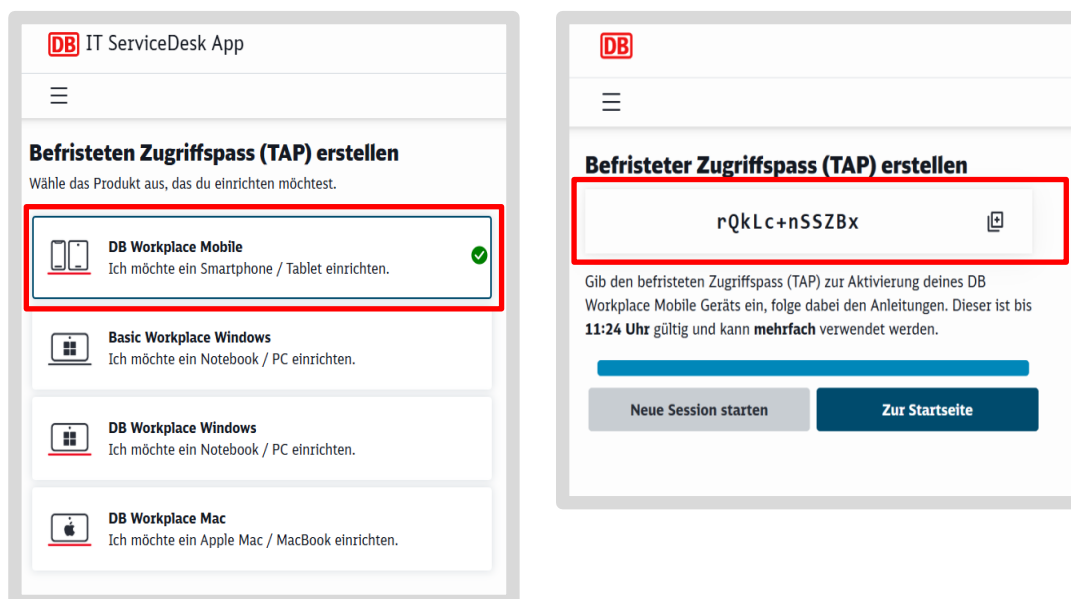 DB IT ServiceDesk App
Befristeten Zugriffspass (TAP) erstellen
Wähle das Produkt aus, das du einrichten möchtest.
DB Workplace Mobile
Ich möchte ein Smartphone / Tablet einrichten.
Basic Workplace Windows
Ich möchte ein Notebook / PC einrichten.
DB Workplace Windows
Ich möchte ein Notebook / PC einrichten.
DB Workplace Mac
Ich möchte ein Apple Mac / MacBook einrichten.
DB
Befristeter Zugriffspass (TAP) erstellen
rQkLc+nSSZBx
Gib den befristeten Zugriffspass (TAP) zur Aktivierung deines DB
Workplace Mobile Geräts ein, folge dabei den Anleitungen. Dieser ist bis
11:24 Uhr gültig und kann mehrfach verwendet werden.
Neue Session starten
Zur Startseite